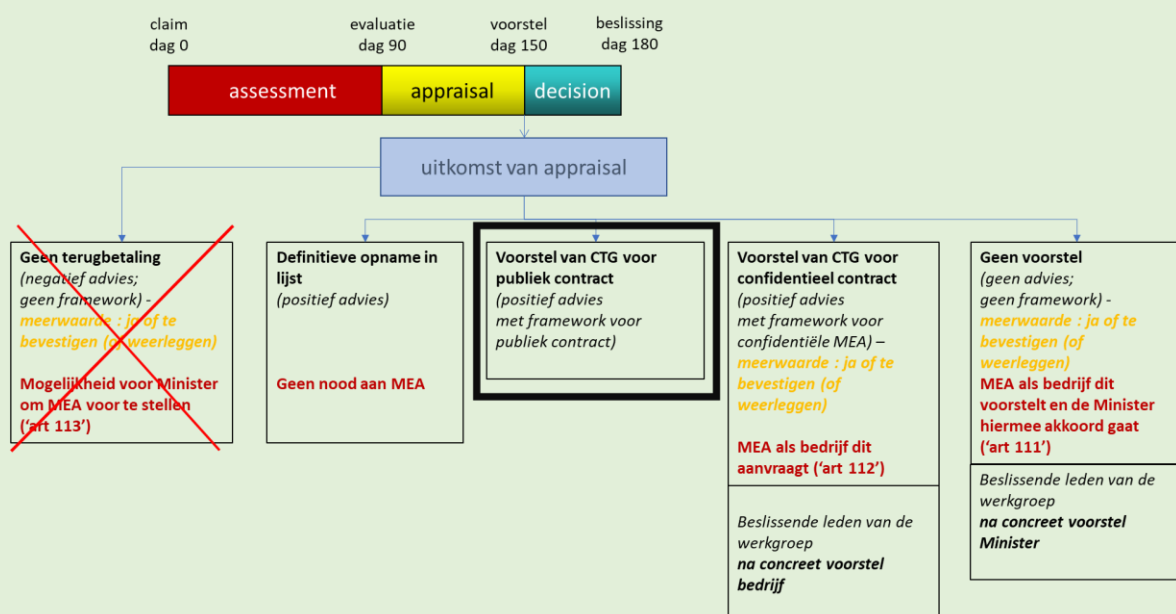 claim
dag 0
evaluatie
dag 90
voorstel
dag 150
beslissing
dag 180
assessment
appraisal
decision
uitkomst van appraisal
Geen terugbetaling
(negatief advies;
geen framework) -
meerwaarde : ja of te
bevestigen (of weerleggen)
Mogelijkheid voor Minister
om MEA voor te stellen
(‘art 113’)
Definitieve opname in
lijst
(positief advies)
Geen nood aan MEA
Voorstel van CTG voor
publiek contract
(positief advies
met framework voor
publiek contract)
Voorstel van CTG voor
confidentieel contract
(positief advies
met framework voor
confidentiële MEA) –
meerwaarde : ja of te
bevestigen (of
weerleggen)
MEA als bedrijf dit
aanvraagt (‘art 112’)
Beslissende leden van de
werkgroep
na concreet voorstel
bedrijf
Geen voorstel
(geen advies;
geen framework) -
meerwaarde : ja of te
bevestigen (of
weerleggen)
MEA als bedrijf dit
voorstelt en de Minister
hiermee akkoord gaat
(‘art 111’)
Beslissende leden van de
werkgroep
na concreet voorstel
Minister